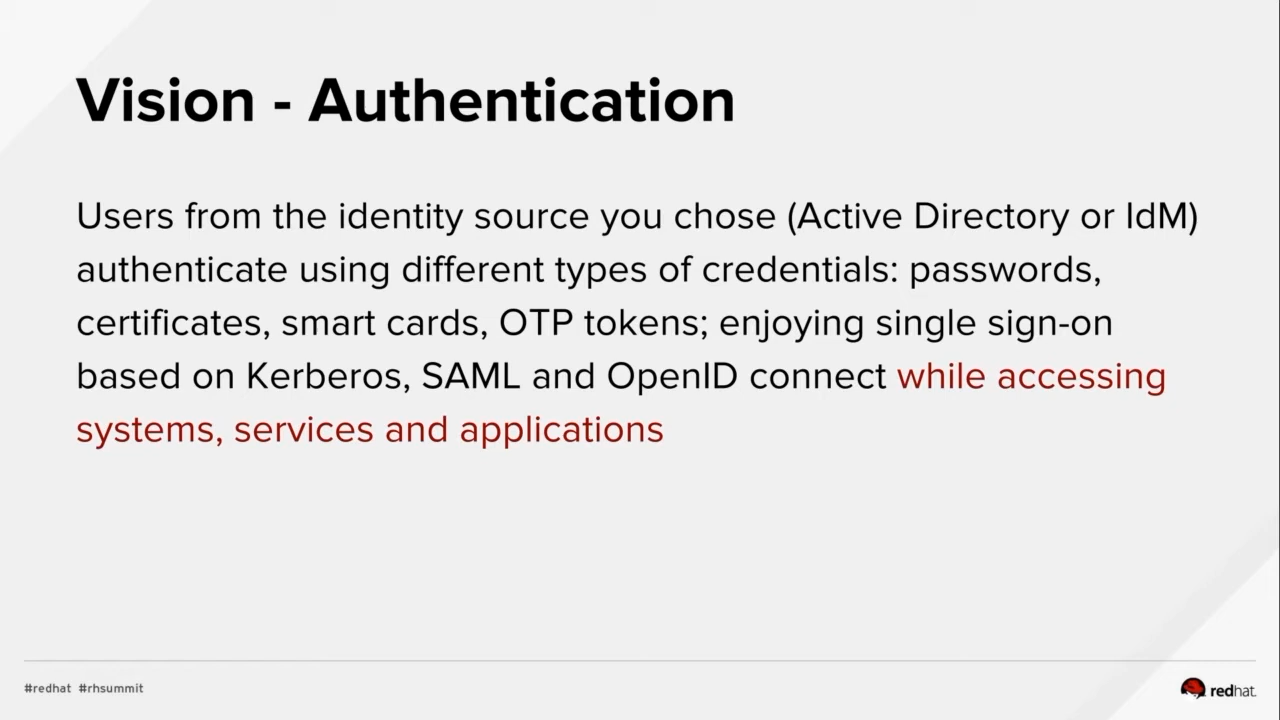 Vision - Authentication
Users from the identity source you chose (Active Directory or IdM)
authenticate using different types of credentials: passwords,
certificates, smart cards, OTP tokens; enjoying single sign-on
based on Kerberos, SAML and OpenID connect while accessing
systems, services and applications
#redhat #rhsummit
redhat.